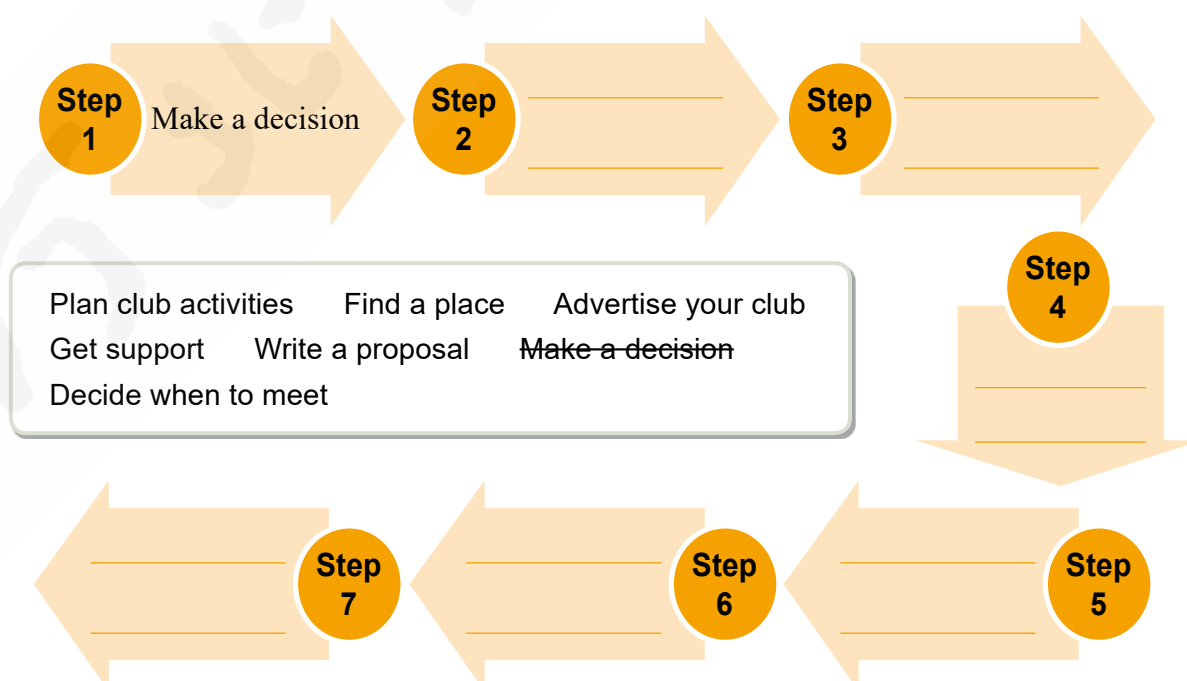 Step
1
Make a decision
Step
2
Step
3
Step
4
Plan club activities Find a place Advertise your club
Get support Write a proposal Make a decision
Decide when to meet
Step
7
Step
6
Step
5